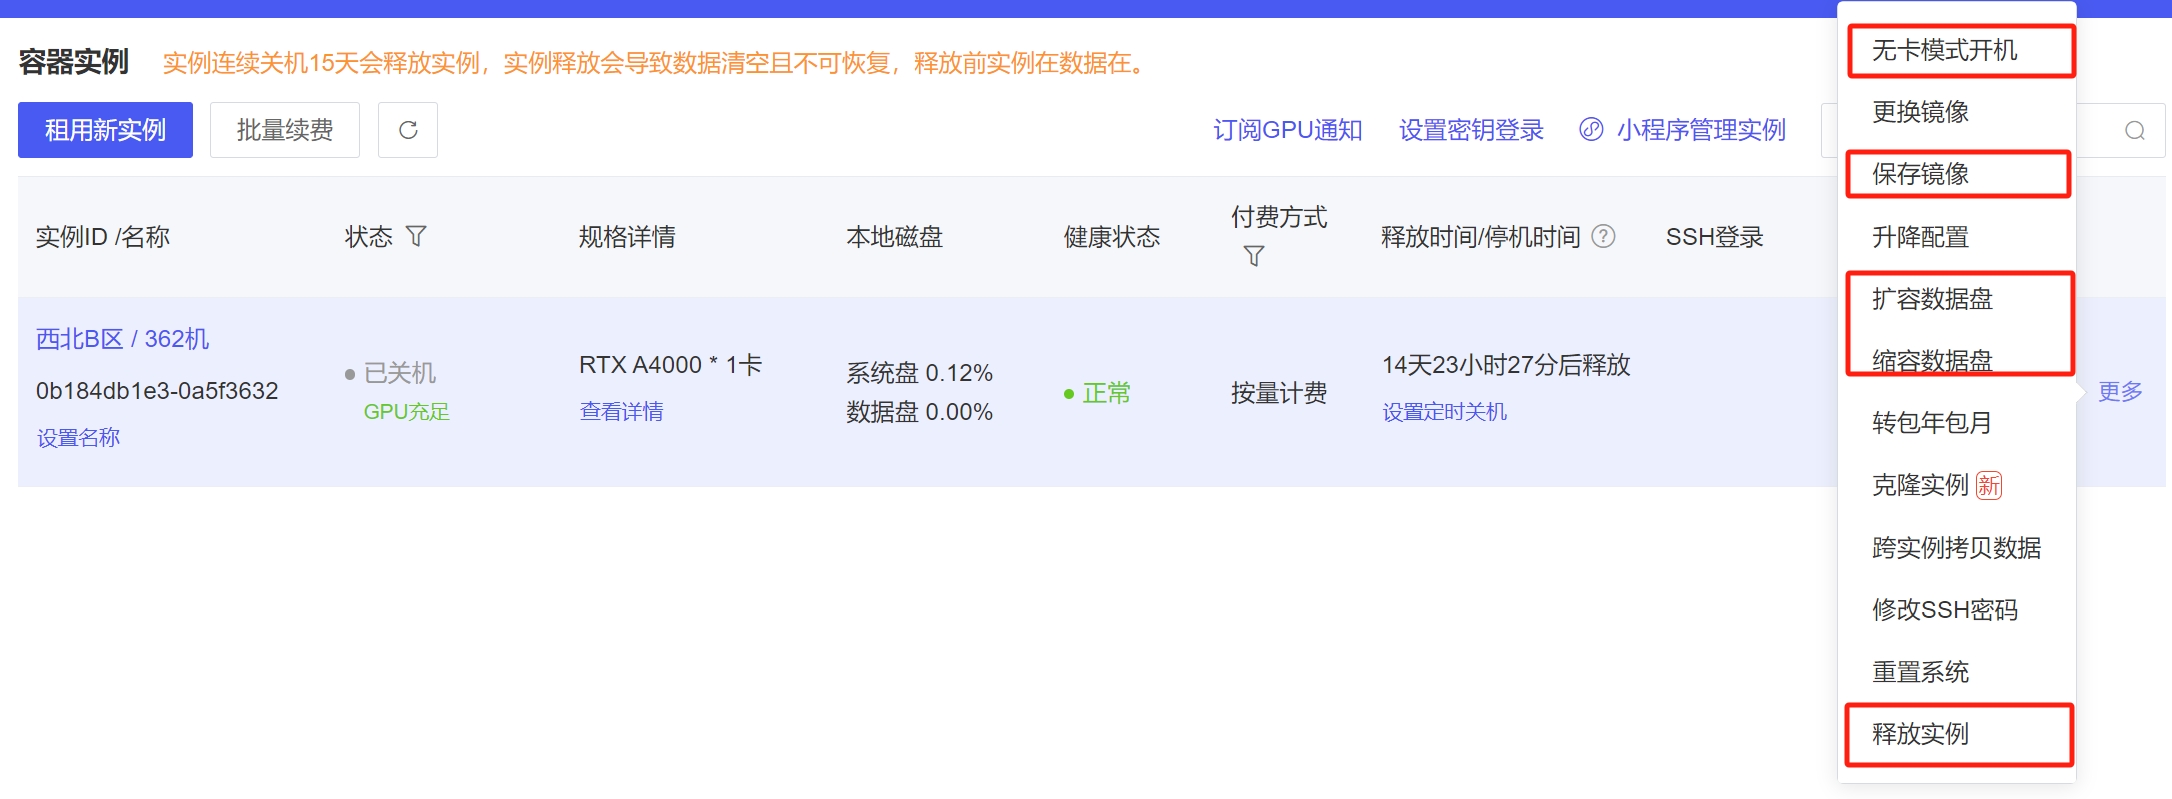 容器实例 实例连续关机15天会释放实例，实例释放会导致数据清空且不可恢复，释放前实例在数据在。
租用新实例 批量续费 订阅GPU通知 设置密钥登录 小程序管理实例
实例ID /名称 状态 规格详情 本地磁盘 健康状态 付费方式 释放时间/停机时间 ? SSH登录
西北B区 / 362机
0b184db1e3-0a5f3632
设置名称
已关机
GPU充足
RTX A4000 * 1卡
查看详情
系统盘 0.12%
数据盘 0.00%
正常
按量计费
14天23小时27分后释放
设置定时关机
更多
无卡模式开机
更换镜像
保存镜像
升降配置
扩容数据盘
缩容数据盘
转包年包月
克隆实例 新
跨实例拷贝数据
修改SSH密码
重置系统
释放实例